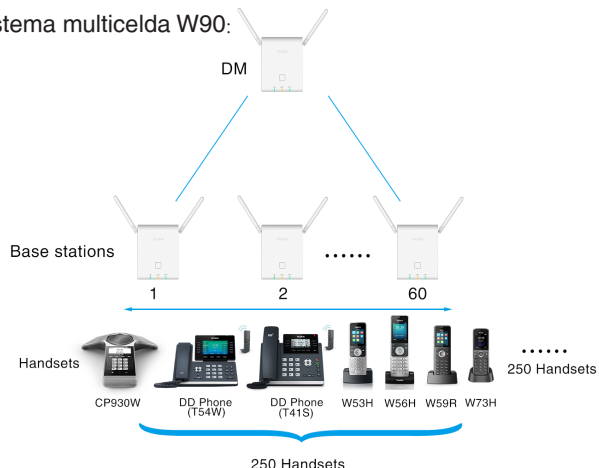 stema multicelda W90:
DM
Base stations
1 2 ...... 60
Handsets
......
250 Handsets
CP930W DD Phone (T54W) DD Phone (T41S) W53H W56H W59R W73H
250 Handsets